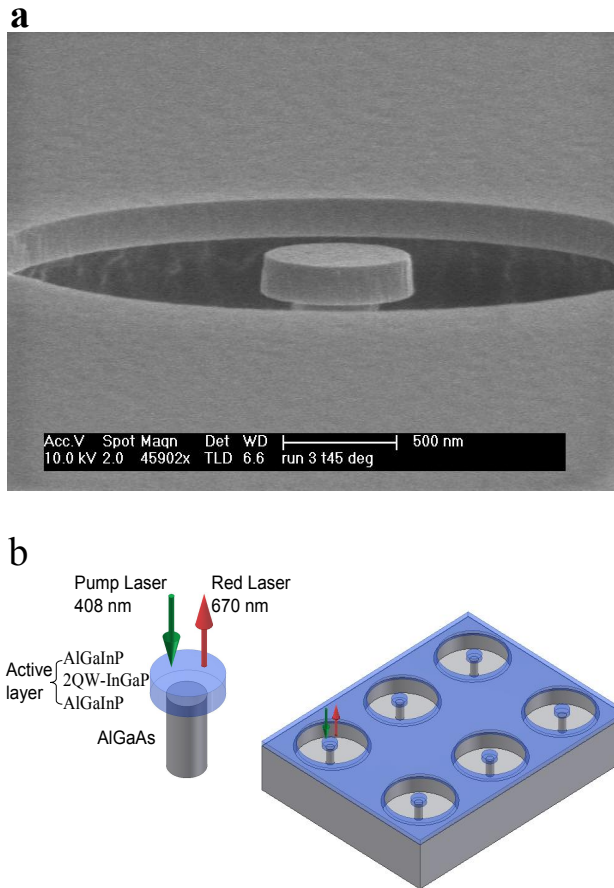 a
Acc.V Spot Magn Det WD 500 nm
10.0 kV 2.0 45902x TLD 6.6 run 3 t45 deg
b
Pump Laser
408 nm
Red Laser
670 nm
Active
layer
AlGaInP
2QW-InGaP
AlGaInP
AlGaAs